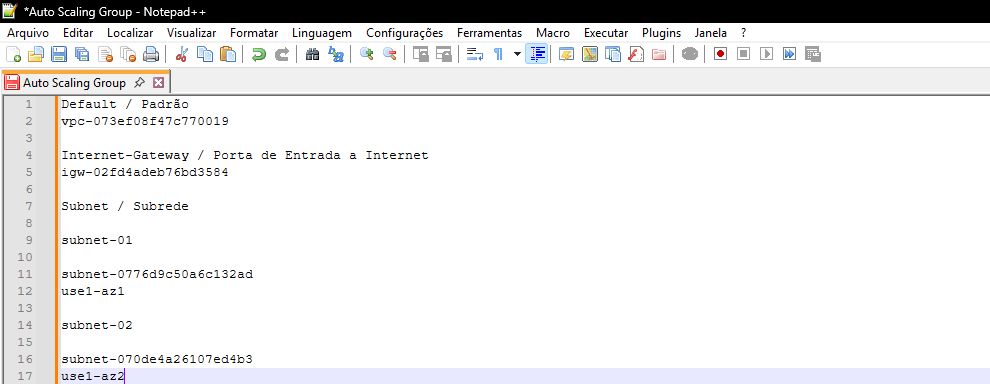 *Auto Scaling Group - Notepad++
Arquivo Editar Localizar Visualizar Formatar Linguagem Configurações Ferramentas Macro Executar Plugins Janela ?
Auto Scaling Group
1 Default / Padrão
2 vpc-073ef08f47c770019
3
4 Internet-Gateway / Porta de Entrada a Internet
5 igw-02fd4adeb76bd3584
6
7 Subnet / Subrede
8
9 subnet-01
10
11 subnet-0776d9c50a6c132ad
12 use1-az1
13
14 subnet-02
15
16 subnet-070de4a26107ed4b3
17 use1-az2